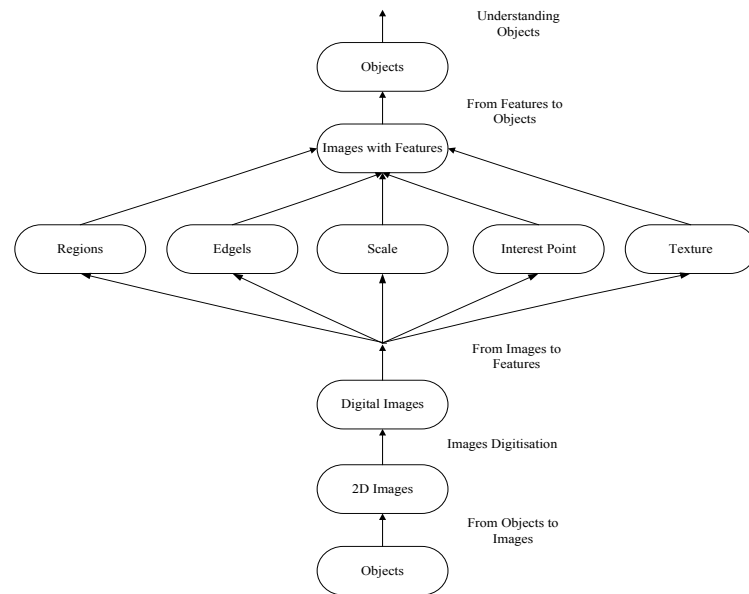 Understanding
Objects
Objects
From Features to
Objects
Images with Features
Regions
Edgels
Scale
Interest Point
Texture
From Images to
Features
Digital Images
Images Digitisation
2D Images
From Objects to
Images
Objects